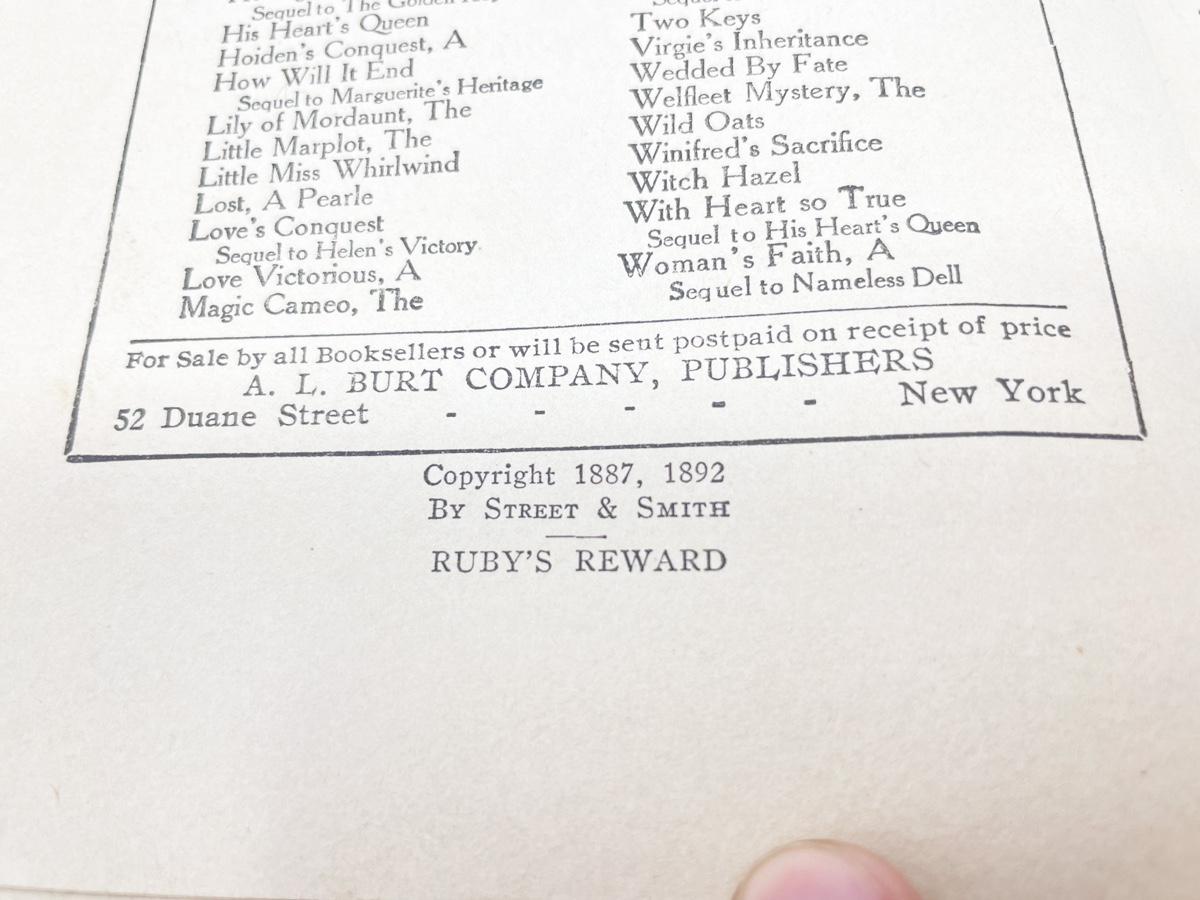 Sequel to The Golden
His Heart's Queen
Hoiden's Conquest, A
How Will It End
Sequel to Marguerite's Heritage
Lily of Mordaunt, The
Little Marplot, The
Little Miss Whirlwind
Lost, A Pearle
Love's Conquest
Sequel to Helen's Victory
Love Victorious, A
Magic Cameo, The
Two Keys
Virgie's Inheritance
Wedded By Fate
Welfleet Mystery, The
Wild Oats
Winifred's Sacrifice
Witch Hazel
With Heart so True
Sequel to His Heart's Queen
Woman's Faith, A
Sequel to Nameless Dell
For Sale by all Booksellers or will be sent postpaid on receipt of price
A. L. BURT COMPANY, PUBLISHERS
52 Duane Street - - - - - New York
Copyright 1887, 1892
By Street & Smith
RUBY'S REWARD